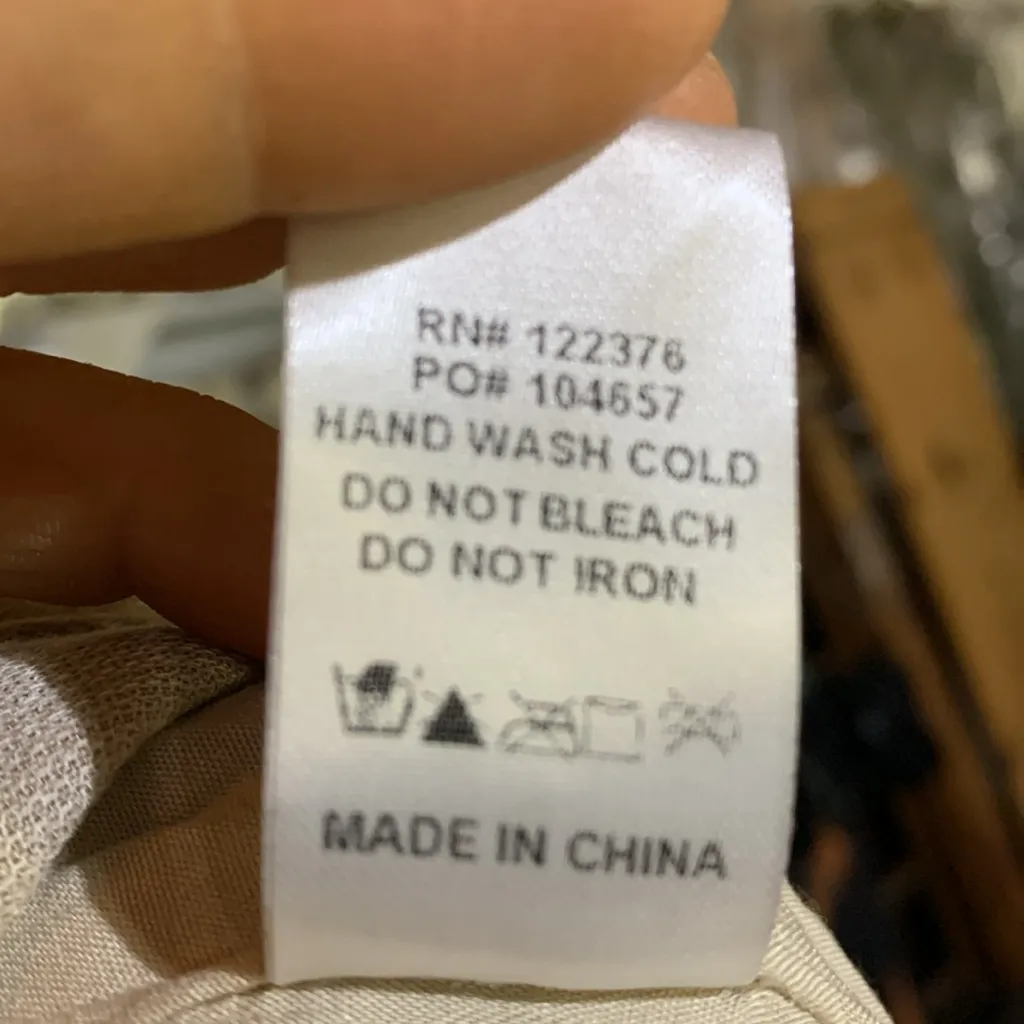 RN# 122376
PO# 104657
HAND WASH COLD
DO NOT BLEACH
DO NOT IRON
MADE IN CHINA